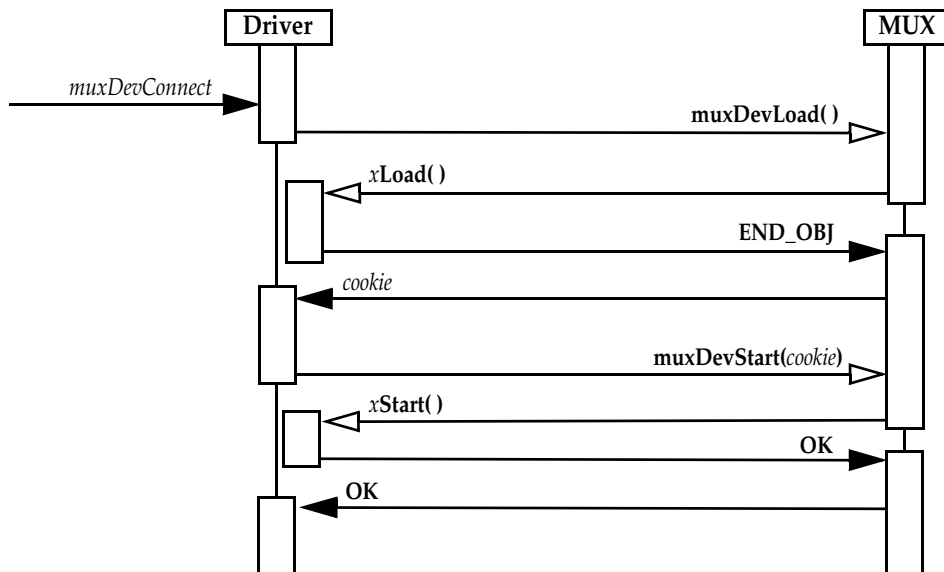 Driver
MUX
muxDevConnect
muxDevLoad( )
xLoad( )
END_OBJ
cookie
muxDevStart(cookie)
xStart( )
OK
OK